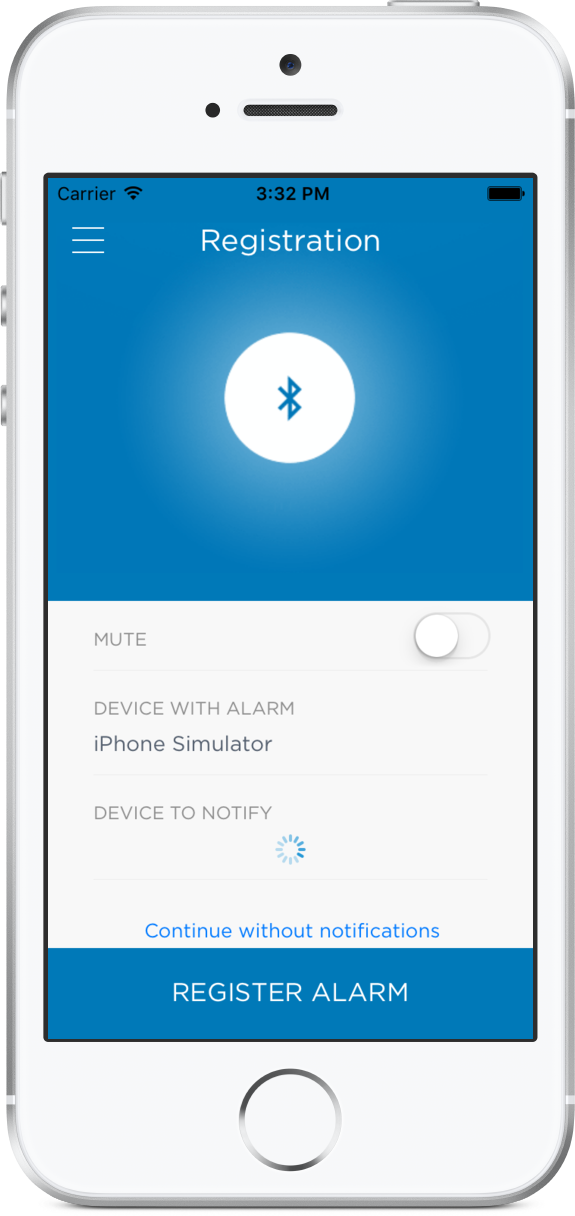 Carrier 3:32 PM
Registration
MUTE
DEVICE WITH ALARM
iPhone Simulator
DEVICE TO NOTIFY
Continue without notifications
REGISTER ALARM